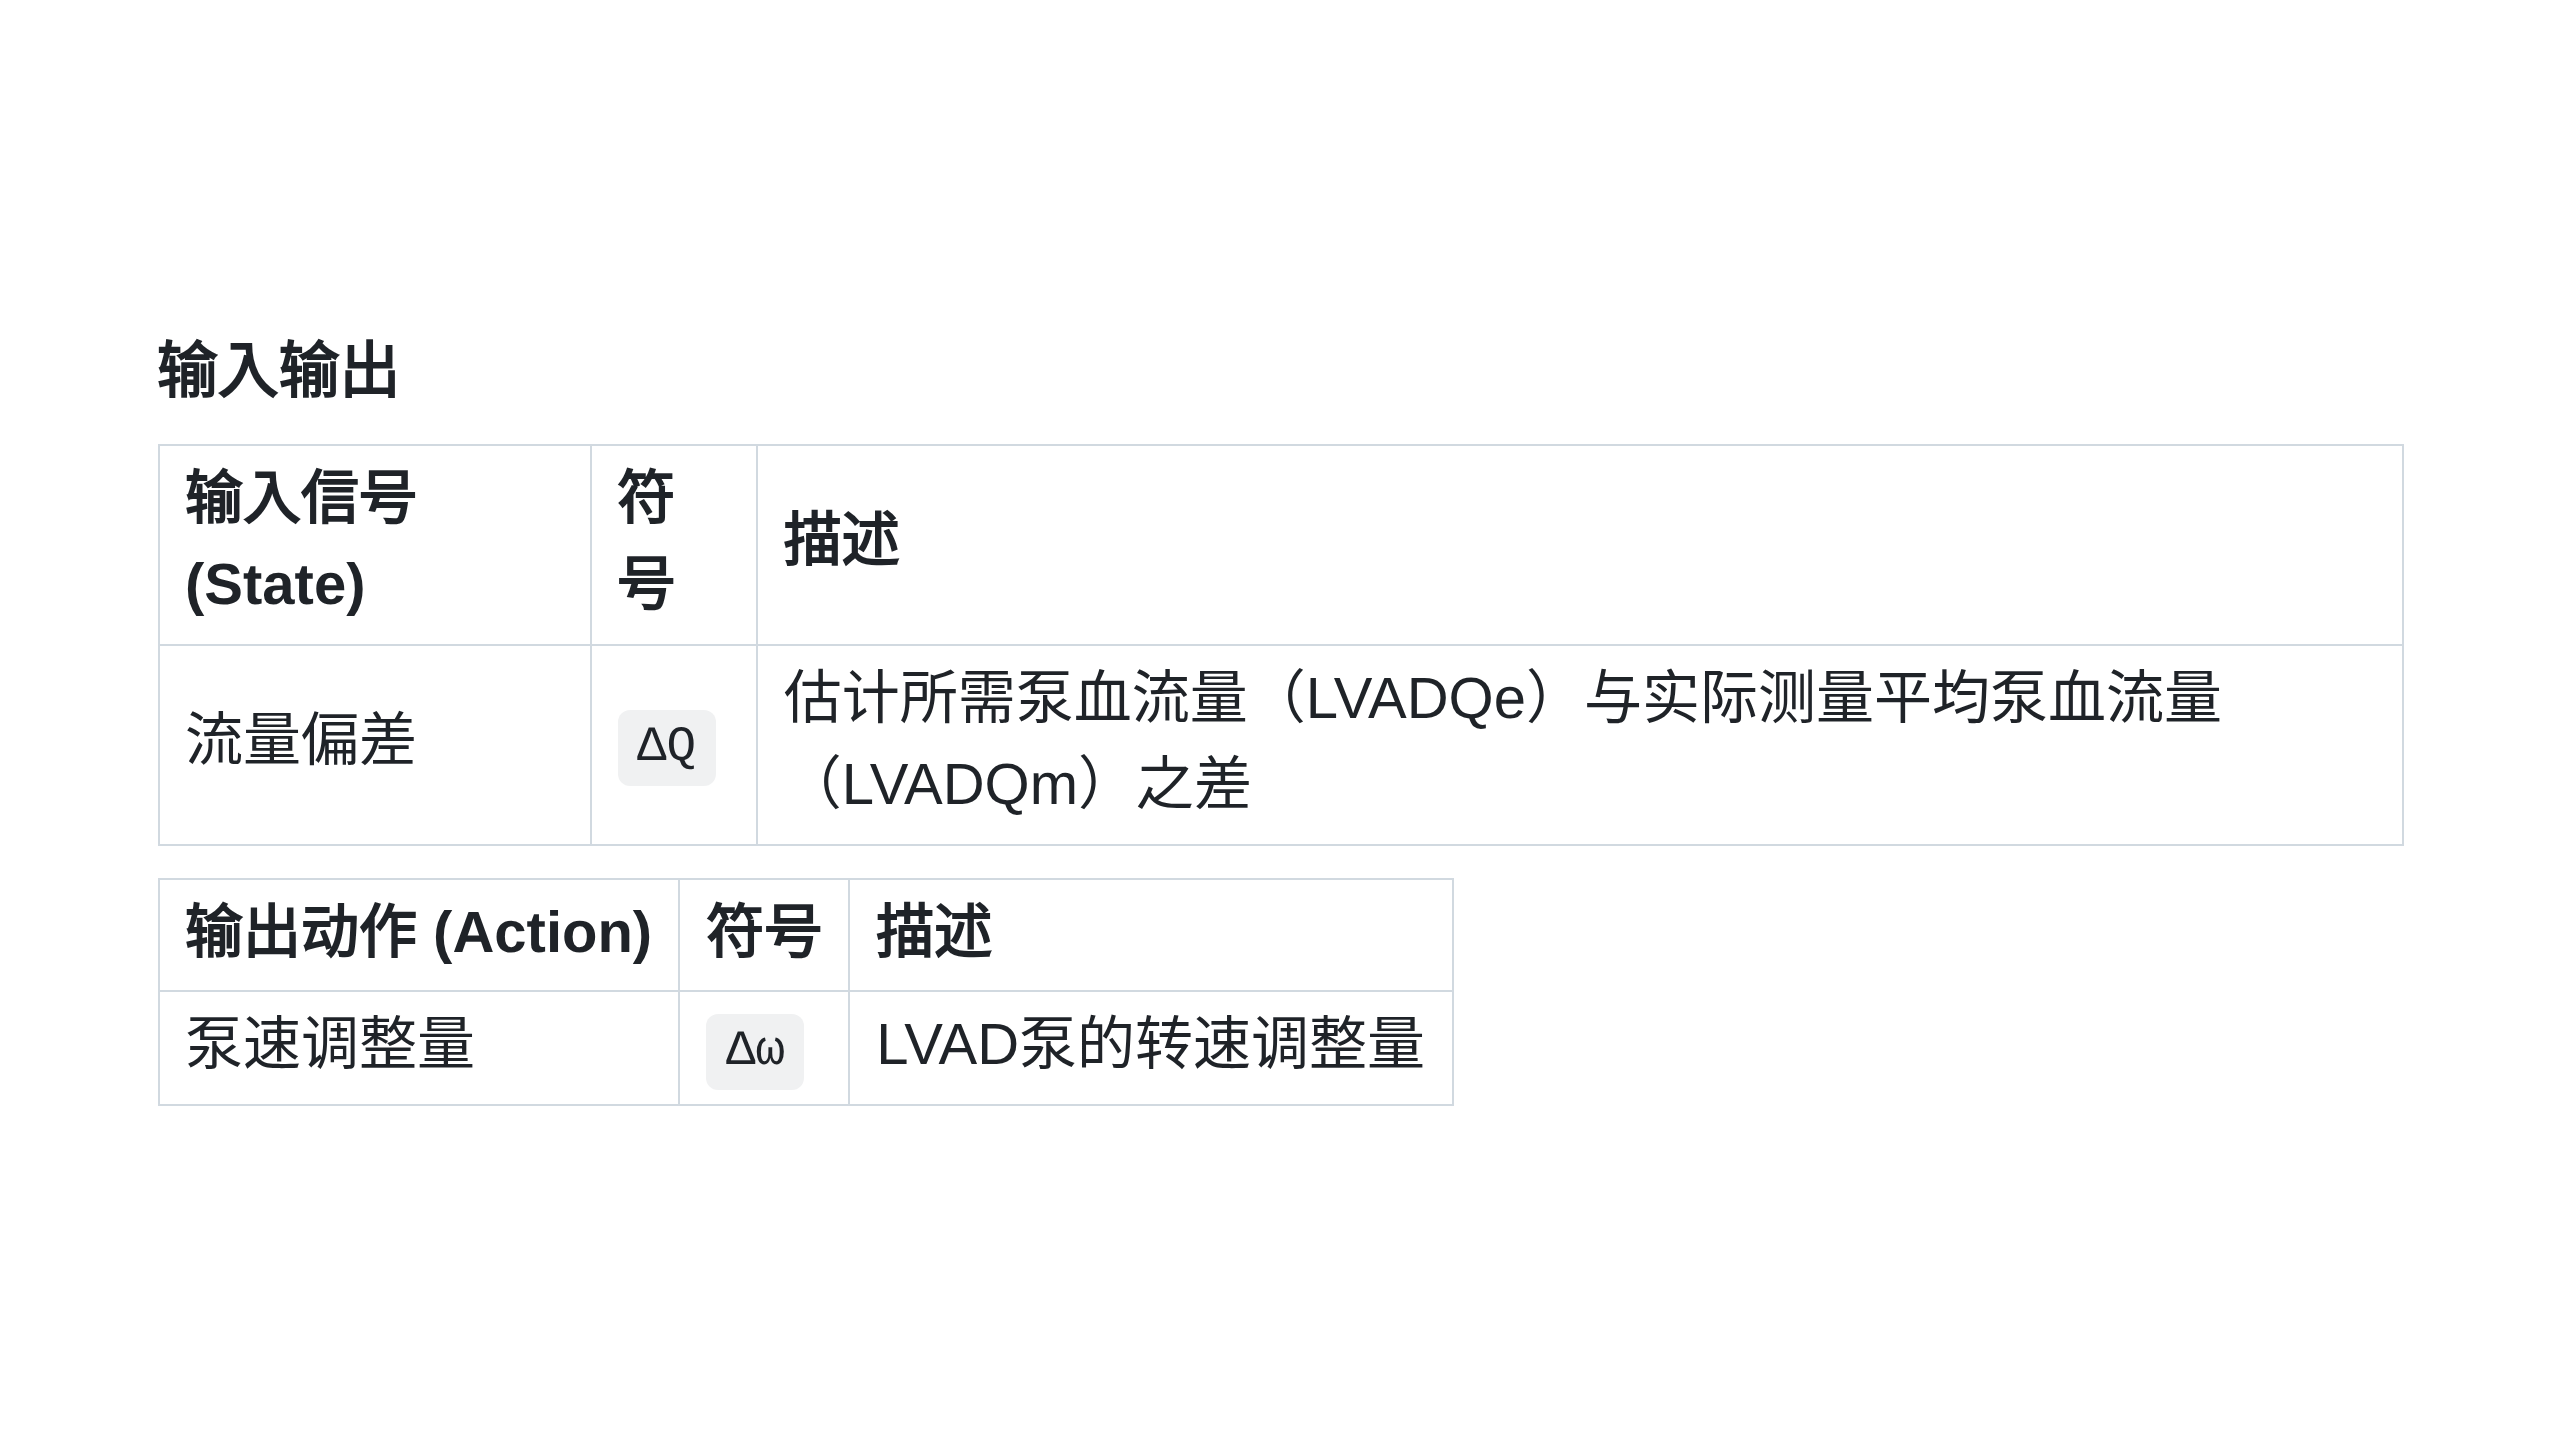 输入输出
输入信号 (State) 符号 描述
流量偏差 ΔQ 估计所需泵血流量（LVADQe）与实际测量平均泵血流量
（LVADQm）之差
输出动作 (Action) 符号 描述
泵速调整量 Δω LVAD泵的转速调整量